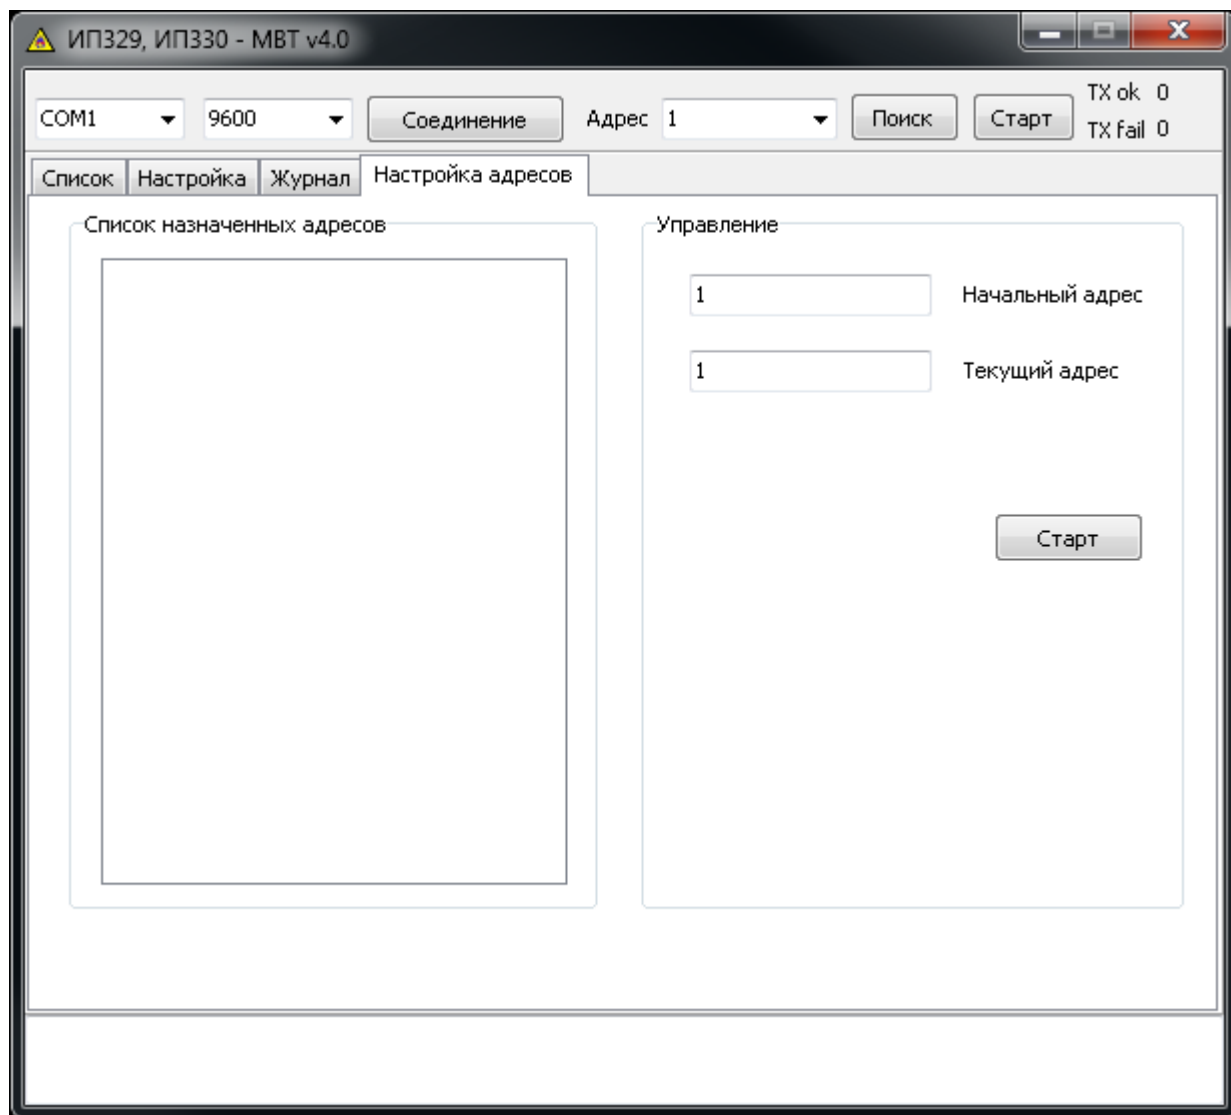 ИП329, ИП330 - МВТ v4.0
COM1 9600 Соединение Адрес 1 Поиск Старт TX ok 0
TX fail 0
Список Настройка Журнал Настройка адресов
Список назначенных адресов
Управление
1 Начальный адрес
1 Текущий адрес
Старт